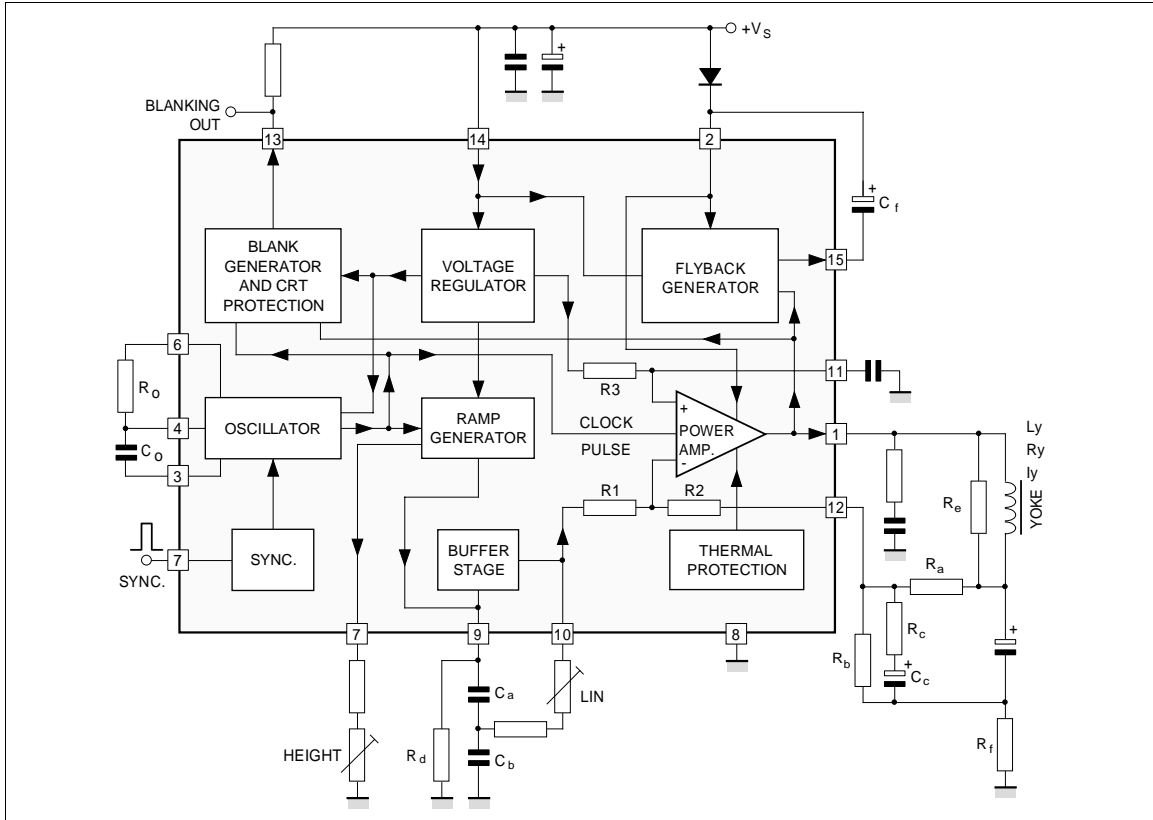 +VS
BLANKING
OUT
13
14
2
+
+
Cf
15
BLANK
GENERATOR
AND CRT
PROTECTION
VOLTAGE
REGULATOR
FLYBACK
GENERATOR
6
Ro
4
Co
3
OSCILLATOR
RAMP
GENERATOR
CLOCK
PULSE
R3
11
+
POWER
AMP.
-
1
R1
R2
12
Ly
Ry
Iy
YOKE
Re
Ra
7
SYNC.
SYNC.
BUFFER
STAGE
THERMAL
PROTECTION
7
9
10
8
Rb
Rc
+
Cc
+
Rf
HEIGHT
Rd
Ca
Cb
LIN